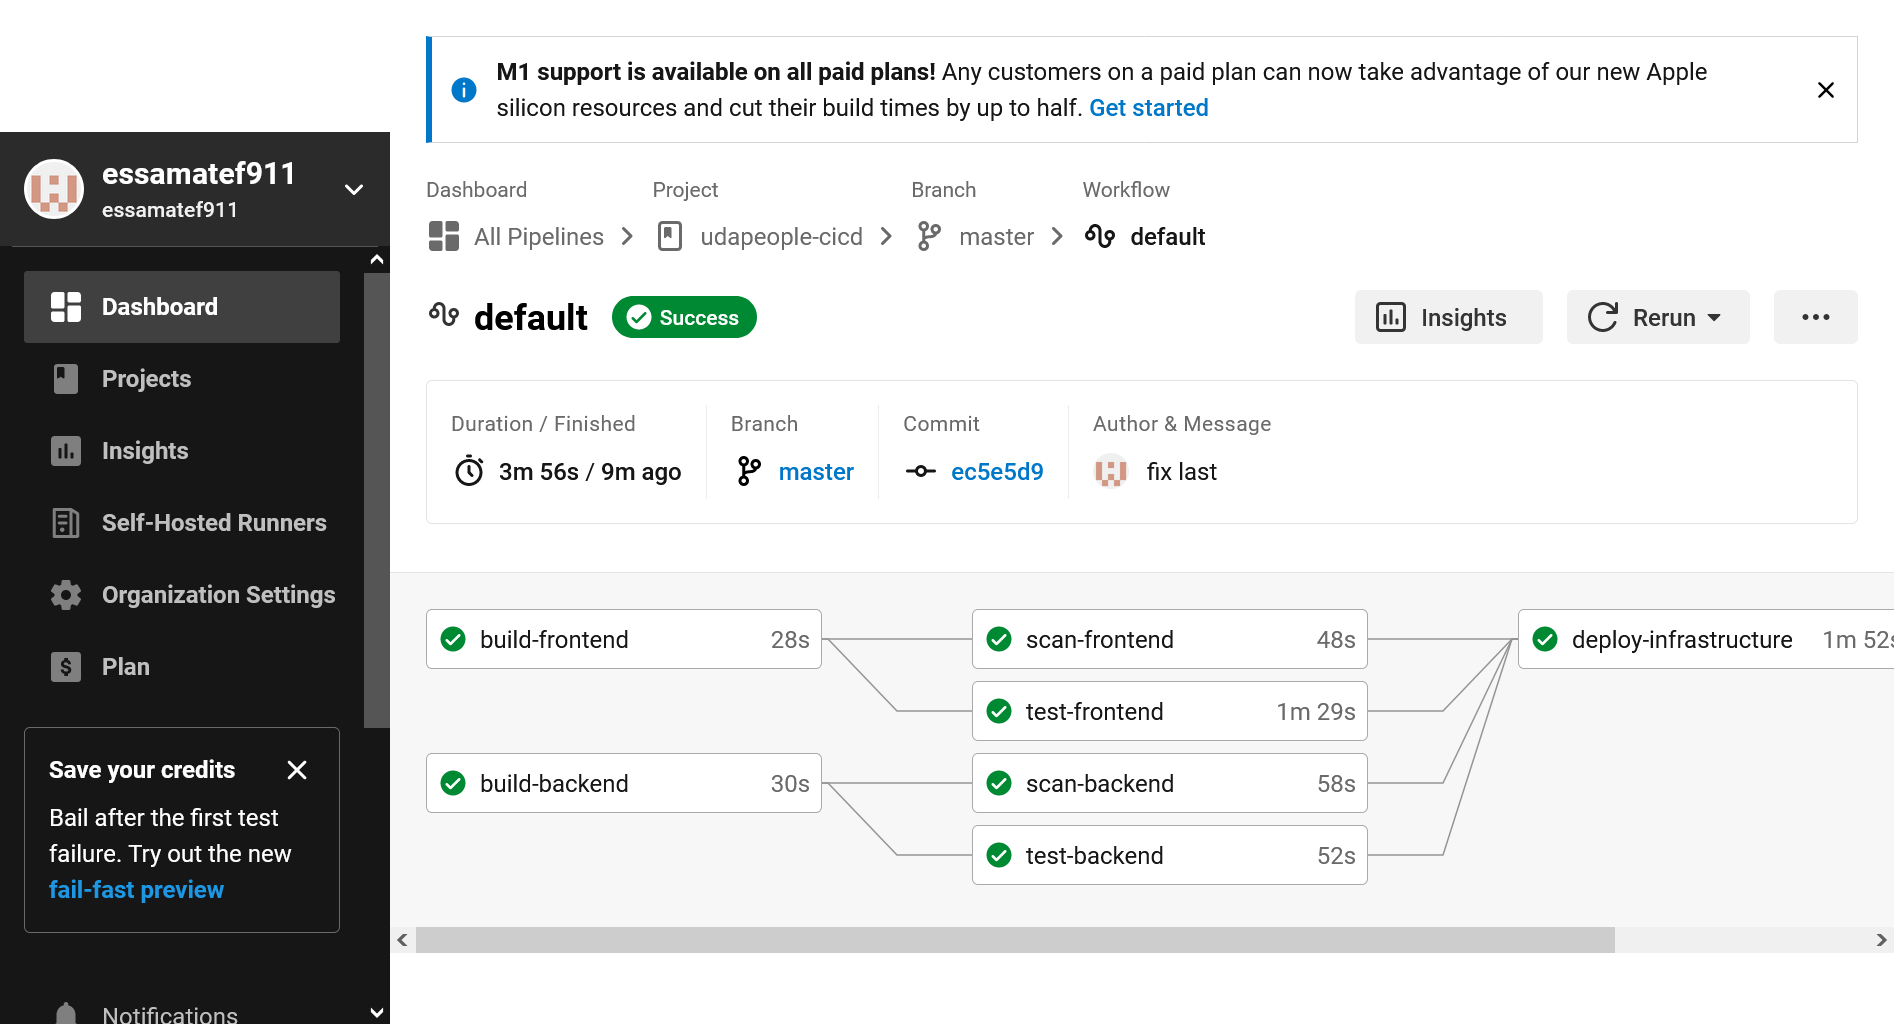 M1 support is available on all paid plans! Any customers on a paid plan can now take advantage of our new Apple
silicon resources and cut their build times by up to half. Get started
essamatef911
essamatef911
Dashboard
Projects
Insights
Self-Hosted Runners
Organization Settings
Plan
Save your credits
Bail after the first test
failure. Try out the new
fail-fast preview
Notifications
Dashboard Project Branch Workflow
All Pipelines udapeople-cicd master default
default Success Insights Rerun
Duration / Finished Branch Commit Author & Message
3m 56s / 9m ago master ec5e5d9 fix last
build-frontend 28s scan-frontend 48s deploy-infrastructure 1m 52s
test-frontend 1m 29s
build-backend 30s scan-backend 58s
test-backend 52s